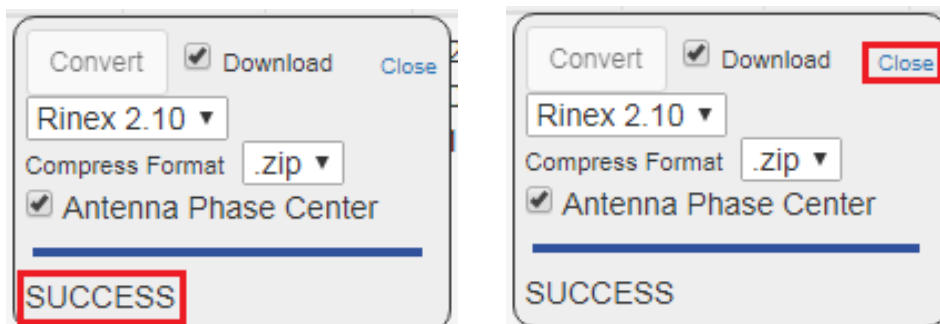 Convert Download Close
Rinex 2.10
Compress Format .zip
Antenna Phase Center
SUCCESS
Convert Download Close
Rinex 2.10
Compress Format .zip
Antenna Phase Center
SUCCESS